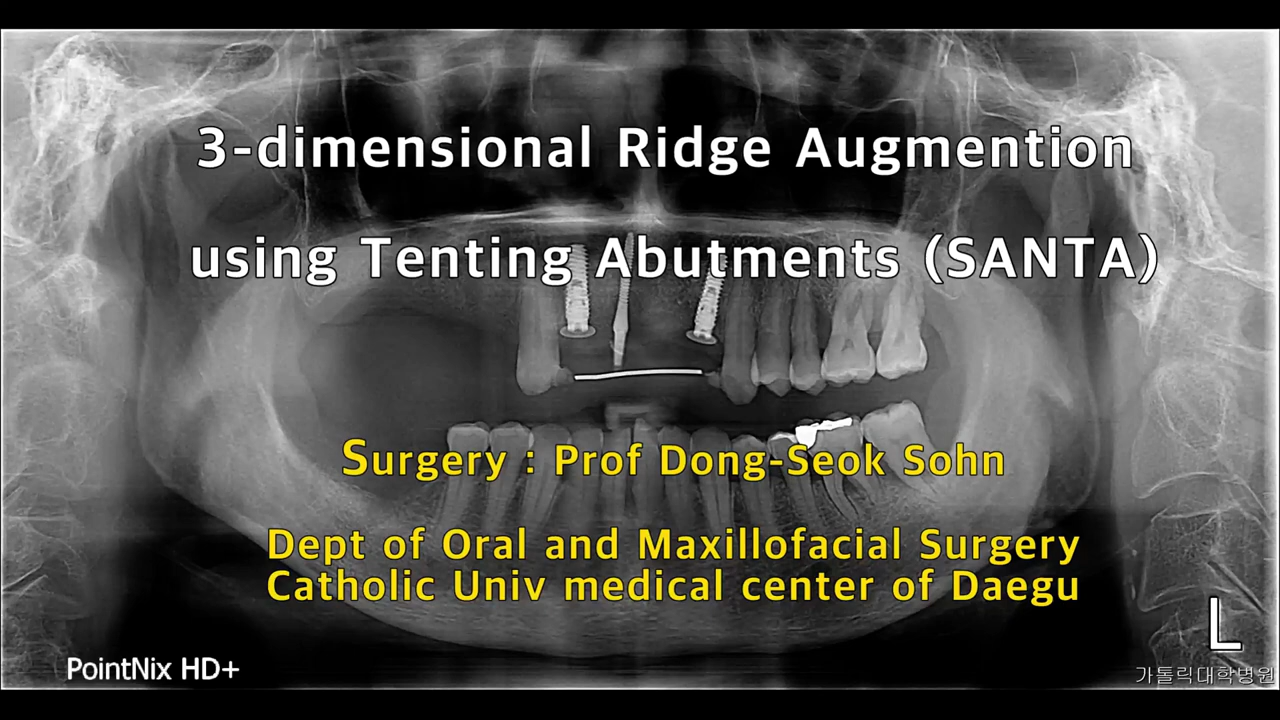 3-dimensional Ridge Augmention
using Tenting Abutments (SANTA)
Surgery : Prof Dong-Seok Sohn
Dept of Oral and Maxillofacial Surgery
Catholic Univ medical center of Daegu
L
PointNix HD+
가톨릭대학병원